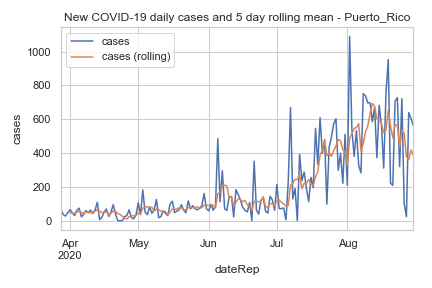 New COVID-19 daily cases and 5 day rolling mean - Puerto_Rico
cases
cases (rolling)
cases
1000
800
600
400
200
0
Apr
2020
May
Jun
Jul
Aug
dateRep